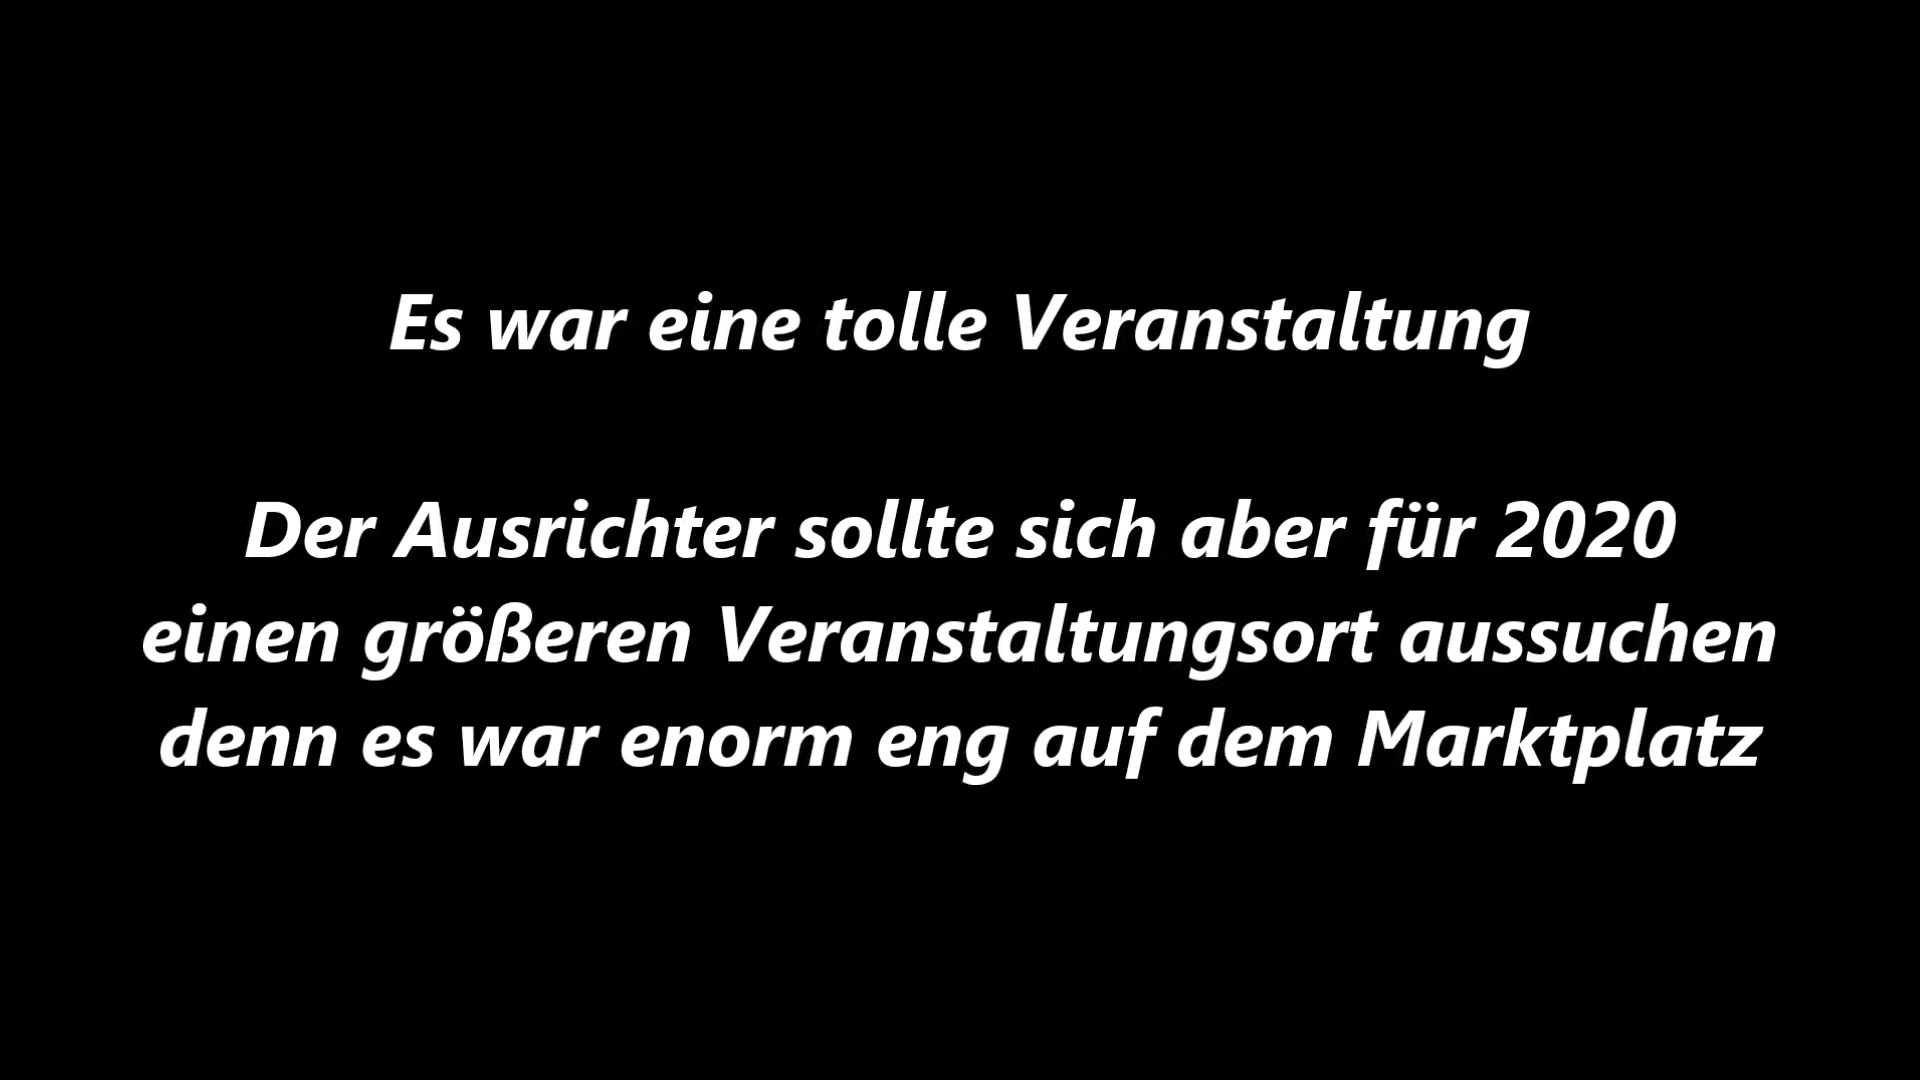 Es war eine tolle Veranstaltung
Der Ausrichter sollte sich aber für 2020
einen größeren Veranstaltungsort aussuchen
denn es war enorm eng auf dem Marktplatz